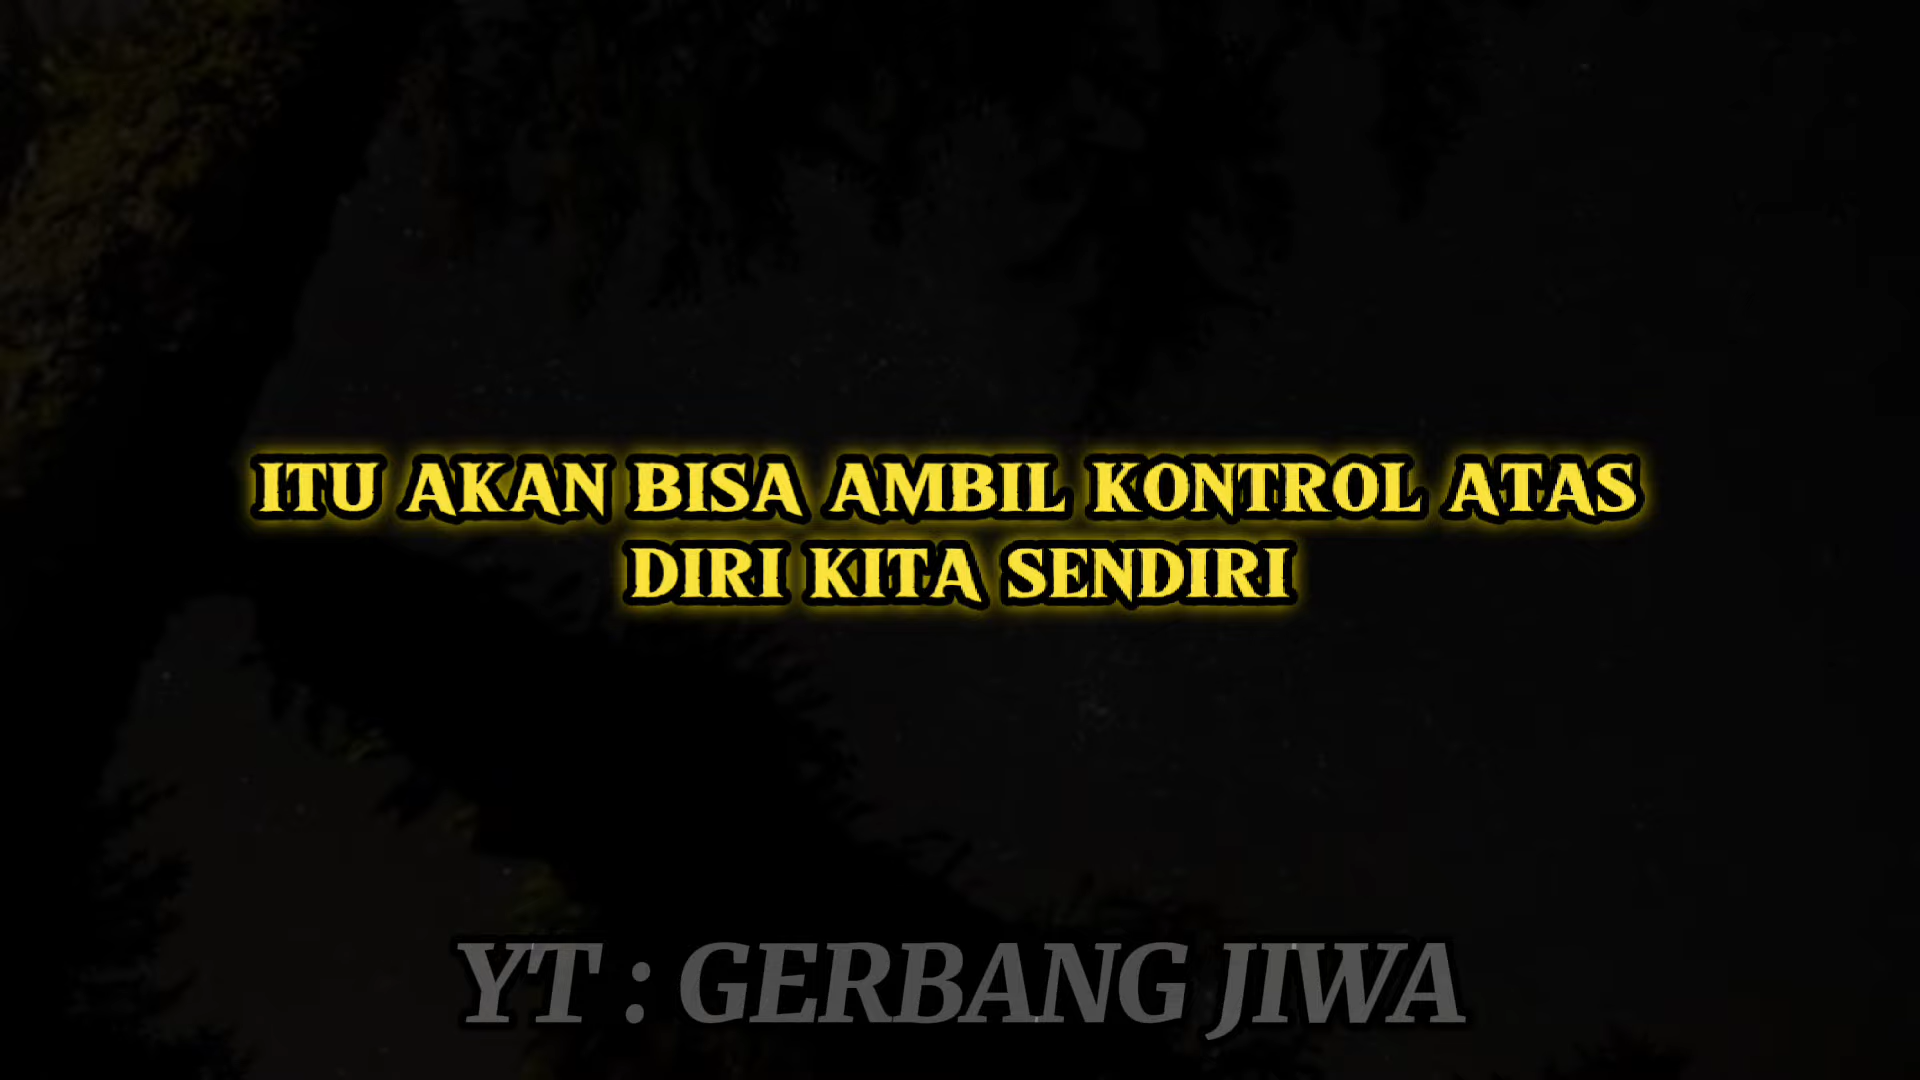 ITU AKAN BISA AMBIL KONTROL ATAS
DIRI KITA SENDIRI
YT : GERBANG JIWA